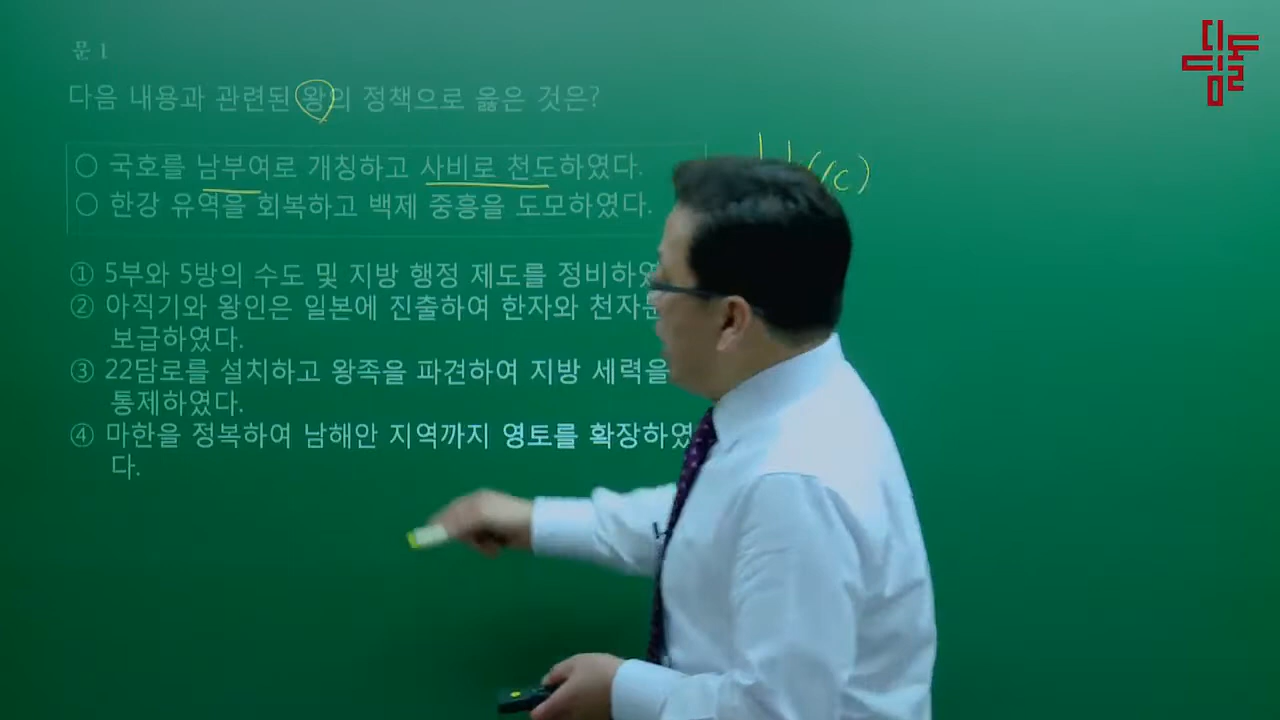 문 1
다음 내용과 관련된 왕의 정책으로 옳은 것은?
○ 국호를 남부여로 개칭하고 사비로 천도하였다.
○ 한강 유역을 회복하고 백제 중흥을 도모하였다.
① 5부와 5방의 수도 및 지방 행정 제도를 정비하였
② 아직기와 왕인은 일본에 진출하여 한자와 천자문
보급하였다.
③ 22담로를 설치하고 왕족을 파견하여 지방 세력을
통제하였다.
④ 마한을 정복하여 남해안 지역까지 영토를 확장하였
다.